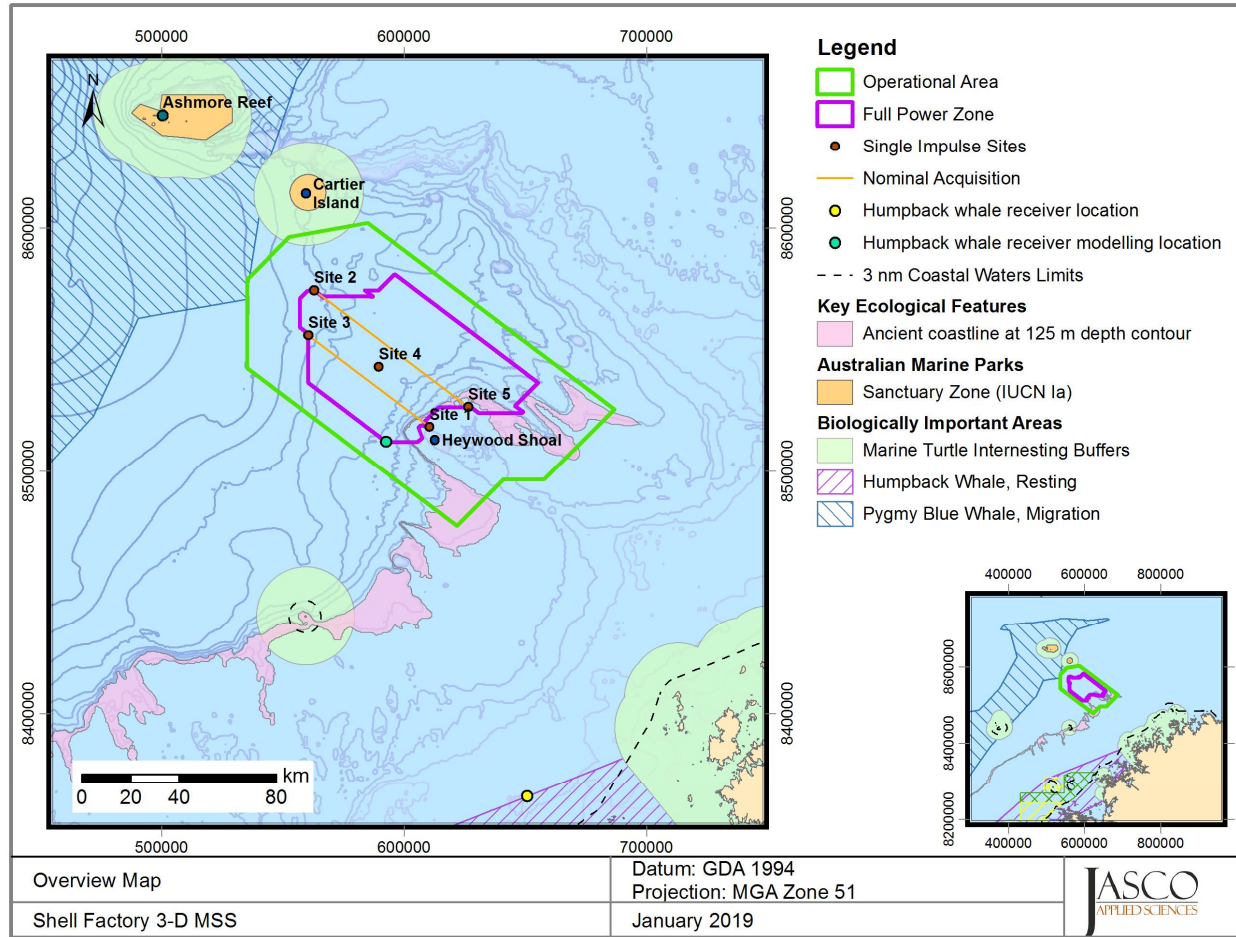 500000 600000 700000
N
Ashmore Reef
Cartier
Island
8600000
8600000
Site 2
Site 3
Site 4
Site 5
Site 1
Heywood Shoal
8500000
8500000
8400000
8400000
km
0 20 40 80
500000 600000 700000
Legend
Operational Area
Full Power Zone
Single Impulse Sites
Nominal Acquisition
Humpback whale receiver location
Humpback whale receiver modelling location
3 nm Coastal Waters Limits
Key Ecological Features
Ancient coastline at 125 m depth contour
Australian Marine Parks
Sanctuary Zone (IUCN Ia)
Biologically Important Areas
Marine Turtle Internesting Buffers
Humpback Whale, Resting
Pygmy Blue Whale, Migration
400000 600000 800000
8600000
8400000
8200000
400000 600000 800000
Overview Map
Shell Factory 3-D MSS
Datum: GDA 1994
Projection: MGA Zone 51
January 2019
JASCO
APPLIED SCIENCES